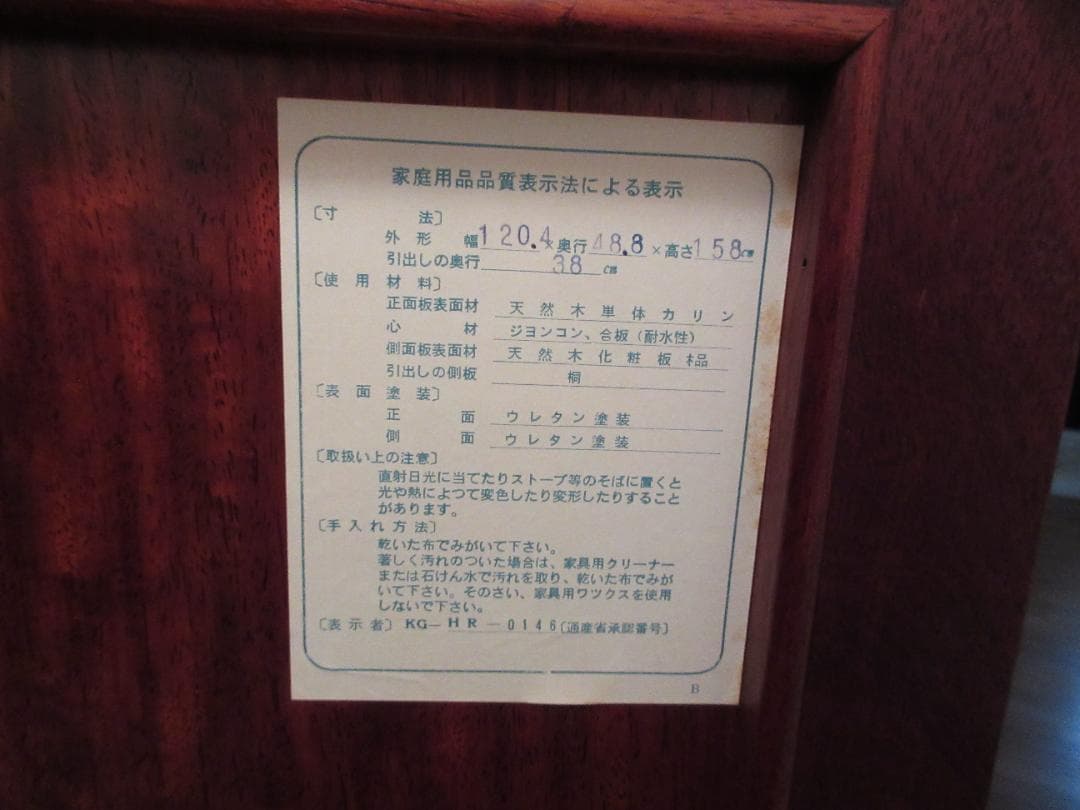 家庭用品品質表示法による表示
〔寸 法〕
外形 幅120.4×奥行48.8×高さ158cm
引出しの奥行 38 cm
〔使用材料〕
正面板表面材 天然木単体カリン
心材 ジヨンコン、合板(耐水性)
側面板表面材 天然木化粧板
引出しの側板 桐
〔表面塗装〕
正面 ウレタン塗装
側面 ウレタン塗装
〔取扱い上の注意〕
直射日光に当てたりストーブ等のそばに置くと
光や熱によつて変色したり変形したりすること
があります。
〔手入れ方法〕
乾いた布でみがいて下さい。
著しく汚れのついた場合は、家具用クリーナー
または石けん水で汚れを取り、乾いた布でみが
いて下さい。そのさい、家具用ワツクスを使用
しないで下さい。
〔表示者〕KG-HR-0146〔通産省承認番号〕
B